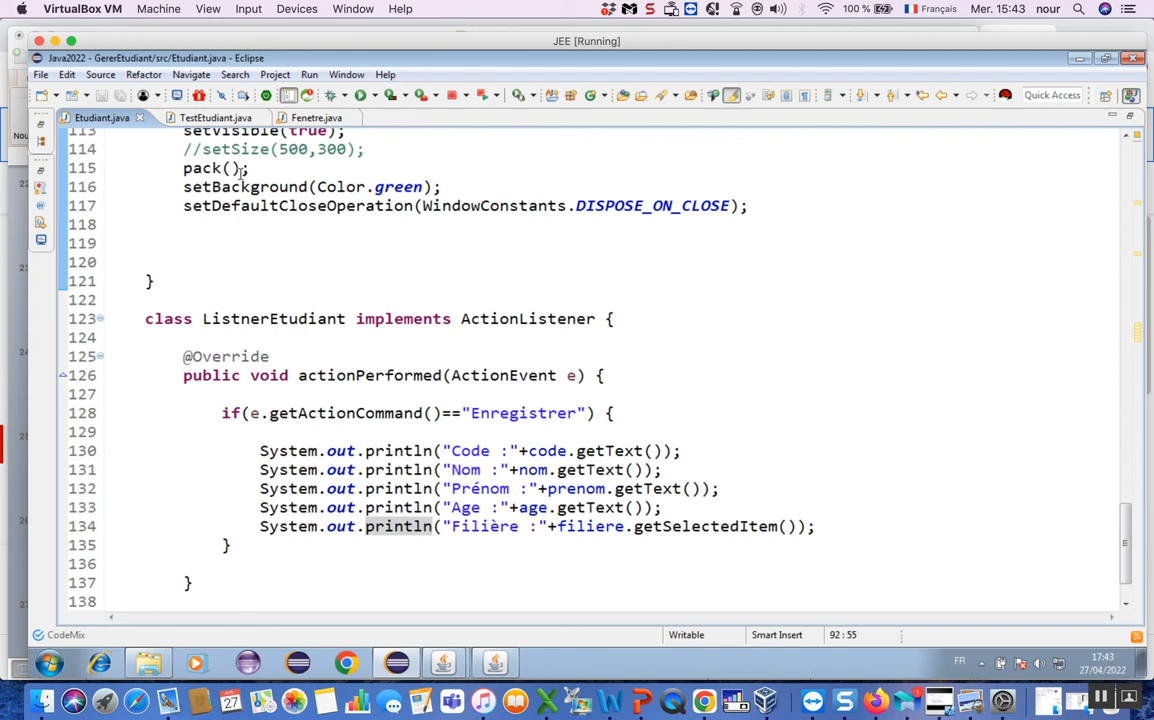 VirtualBox VM Machine View Input Devices Window Help 100 % Français Mer. 15:43 nour
JEE [Running]
Java2022 - GererEtudiant/src/Etudiant.java - Eclipse
File Edit Source Refactor Navigate Search Project Run Window Help
Quick Access
Etudiant.java TestEtudiant.java Fenetre.java
113 setVisible(true);
114 //setSize(500,300);
115 pack();
116 setBackground(Color.green);
117 setDefaultCloseOperation(WindowConstants.DISPOSE_ON_CLOSE);
118
119
120
121 }
122
123 class ListnerEtudiant implements ActionListener {
124
125 @Override
126 public void actionPerformed(ActionEvent e) {
127
128 if(e.getActionCommand()=="Enregistrer") {
129
130 System.out.println("Code :"+code.getText());
131 System.out.println("Nom :"+nom.getText());
132 System.out.println("Prénom :"+prenom.getText());
133 System.out.println("Age :"+age.getText());
134 System.out.println("Filière :"+filiere.getSelectedItem());
135 }
136
137 }
138
CodeMix Writable Smart Insert 92 : 55
FR 17:43
27/04/2022